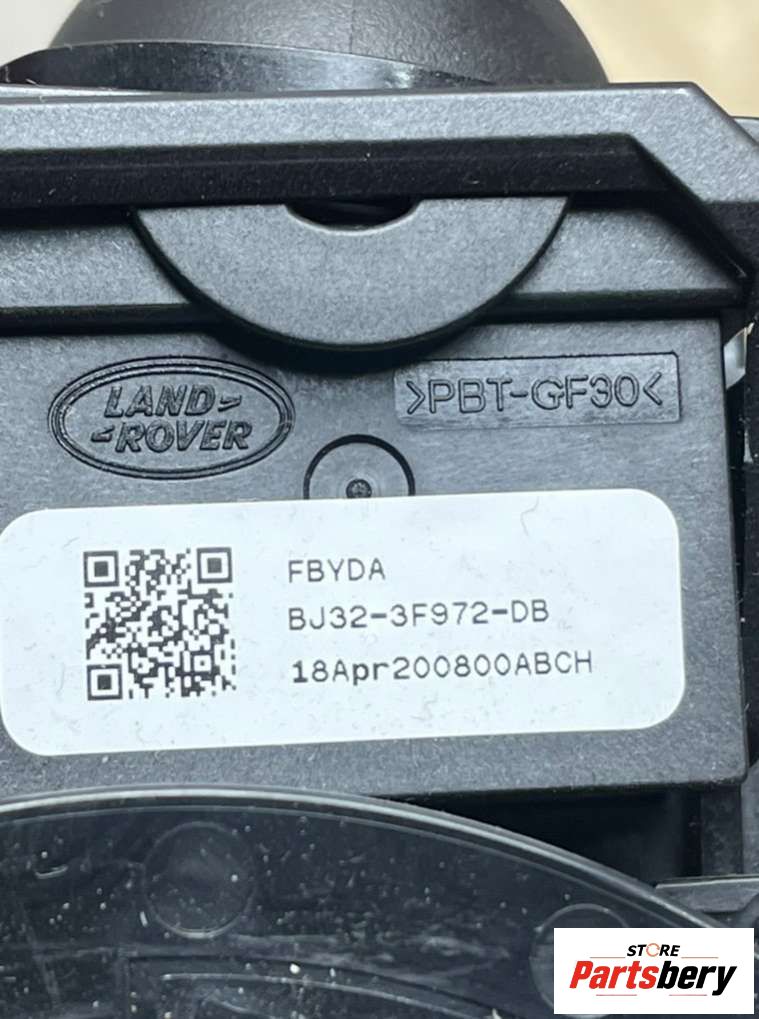 LAND
ROVER
>PBT-GF30<
FBYDA
BJ32-3F972-DB
18Apr200800ABCH
STORE
Partsbery